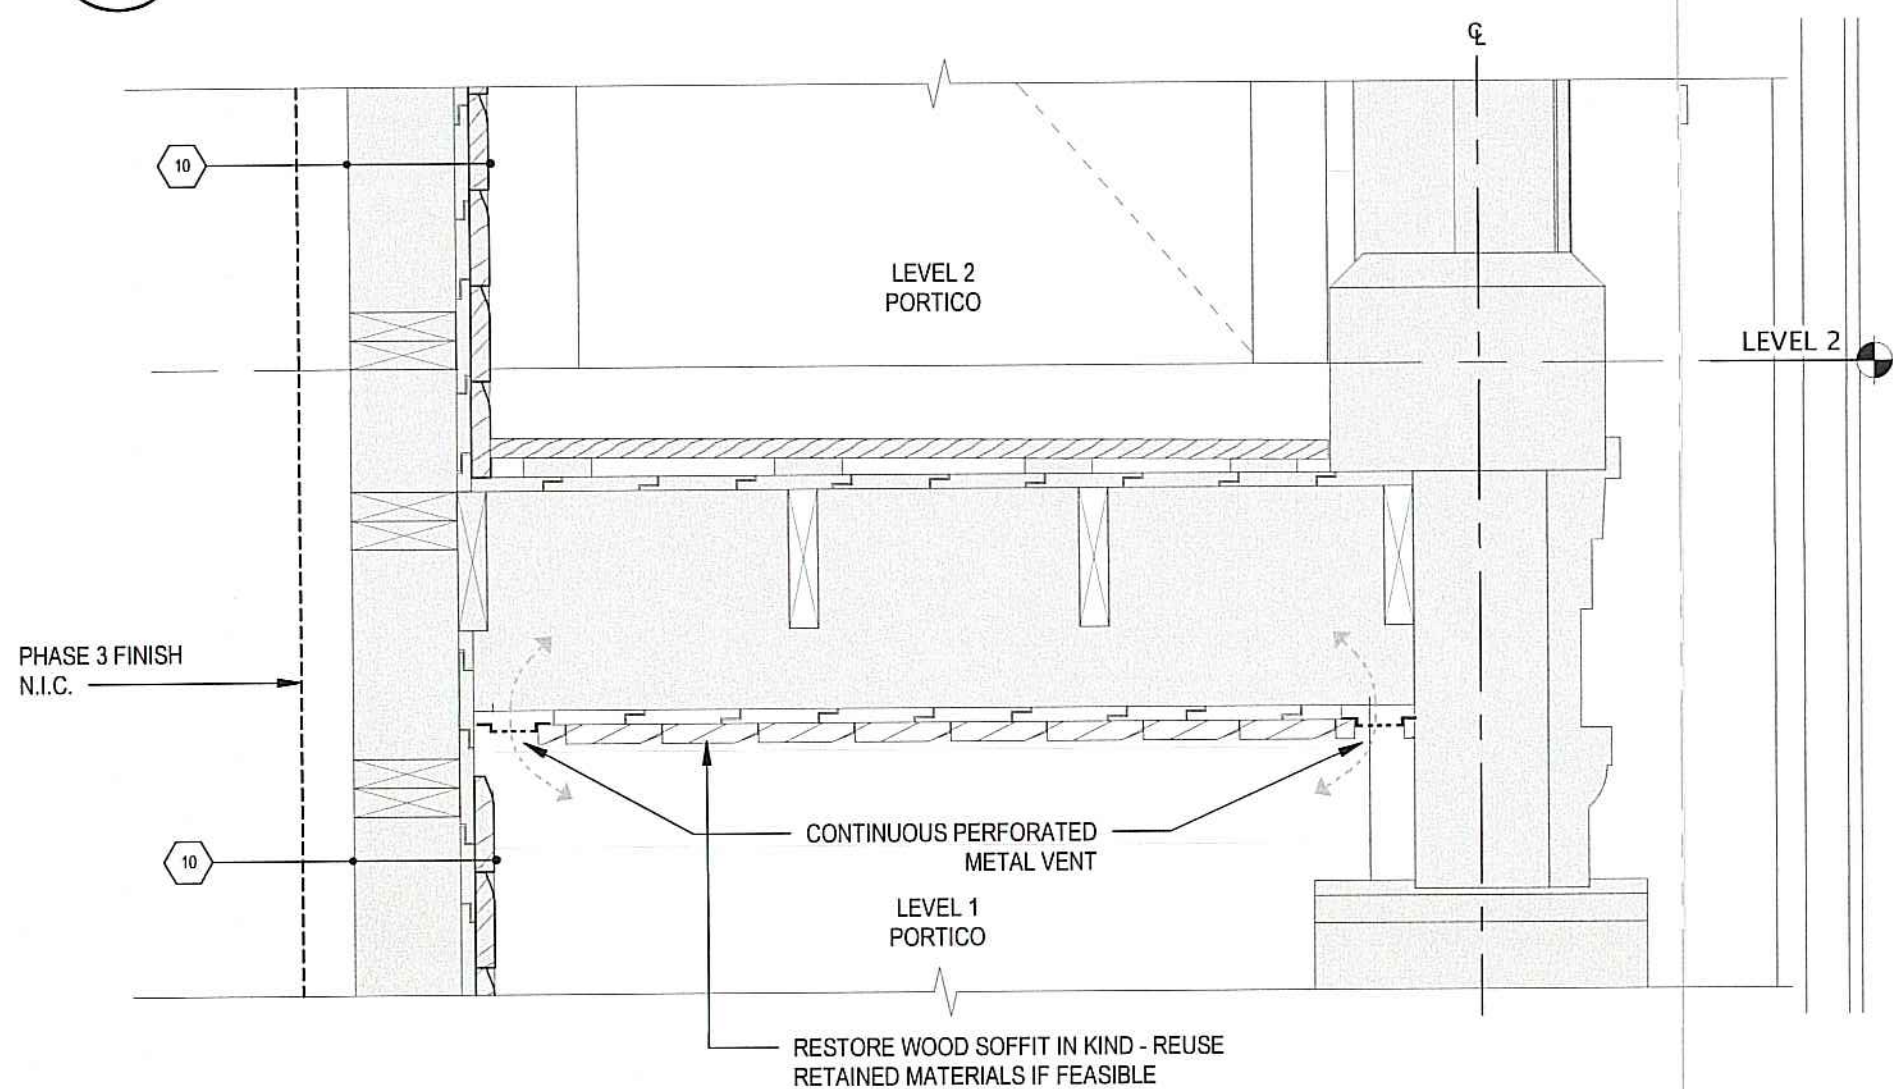 ℄
10
LEVEL 2
PORTICO
LEVEL 2
PHASE 3 FINISH
N.I.C.
CONTINUOUS PERFORATED
METAL VENT
10
LEVEL 1
PORTICO
RESTORE WOOD SOFFIT IN KIND - REUSE
RETAINED MATERIALS IF FEASIBLE